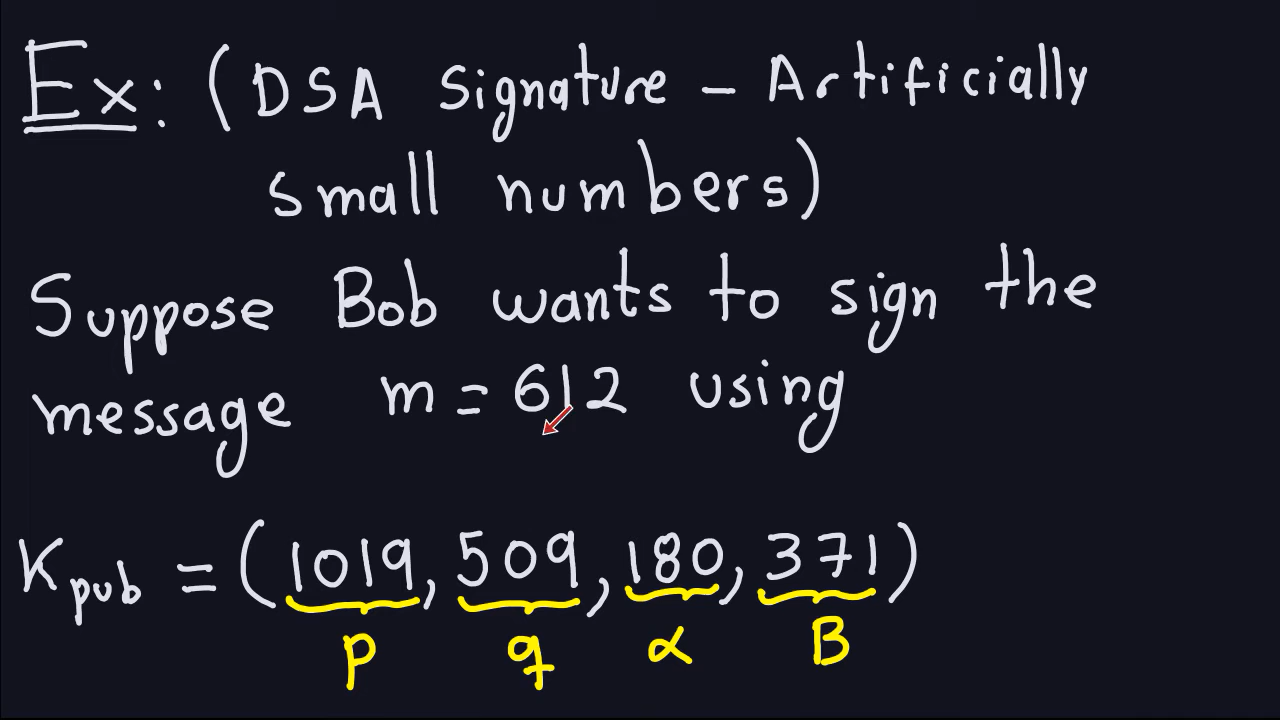 Ex: (DSA Signature – Artificially
small numbers)
Suppose Bob wants to sign the
message m = 612 using
Kpub = (1019, 509, 180, 371)
p q α B